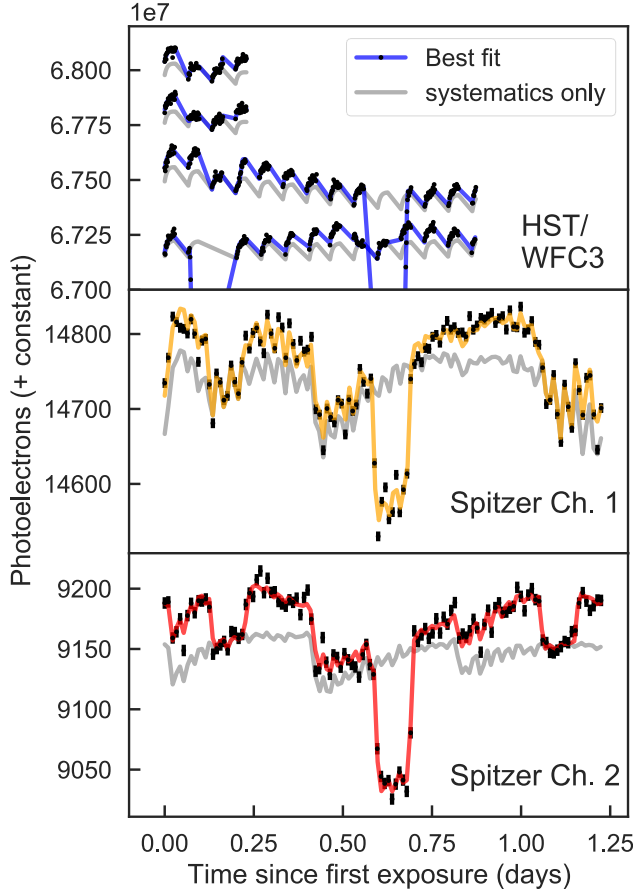 1e7
Best fit
systematics only
6.800
6.775
6.750
6.725
6.700
HST/
WFC3
14800
14700
14600
Spitzer Ch. 1
9200
9150
9100
9050
Spitzer Ch. 2
Photoelectrons (+ constant)
0.00 0.25 0.50 0.75 1.00 1.25
Time since first exposure (days)